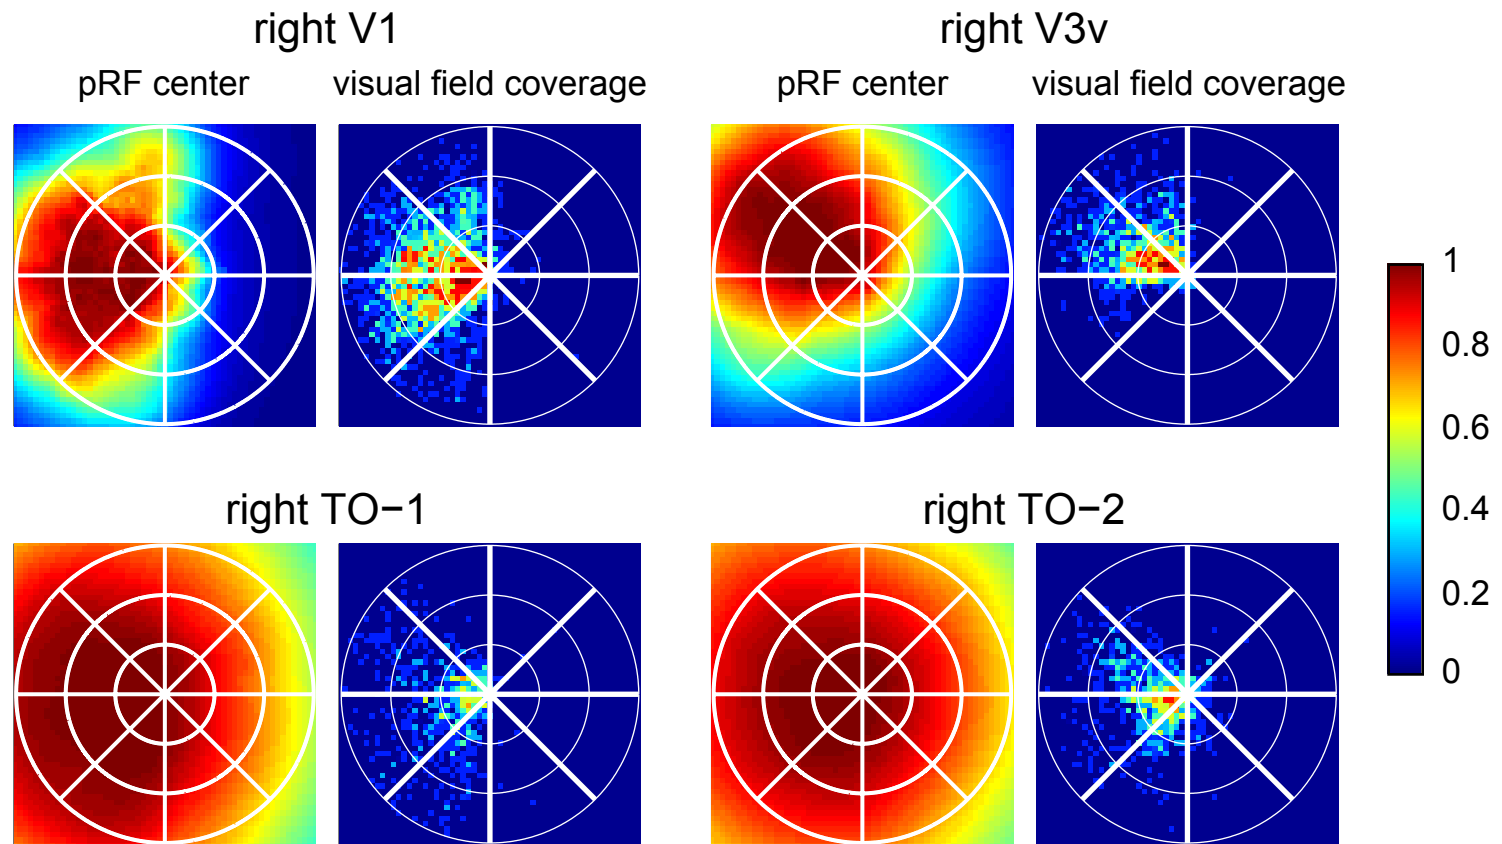 right V1
right V3v
pRF center
visual field coverage
pRF center
visual field coverage
1
0.8
0.6
0.4
0.2
0
right TO−1
right TO−2